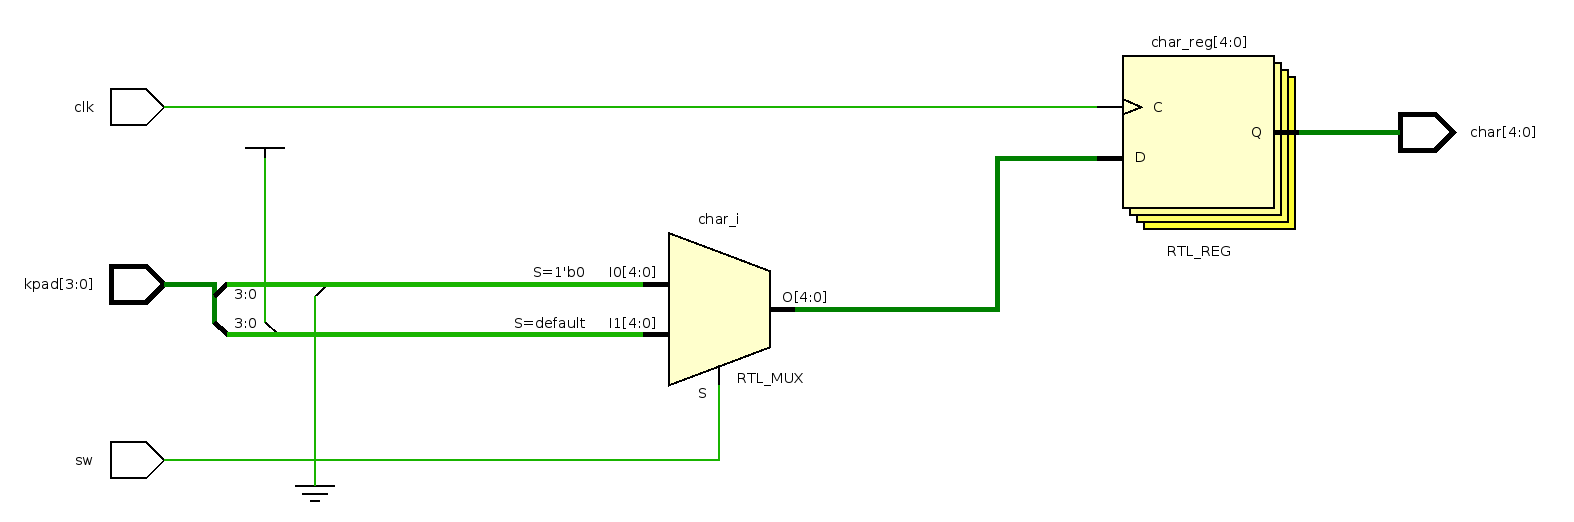 char_reg[4:0]
clk
C
Q
char[4:0]
D
char_i
RTL_REG
S=1'b0 I0[4:0]
kpad[3:0]
3:0
O[4:0]
3:0
S=default I1[4:0]
RTL_MUX
S
sw